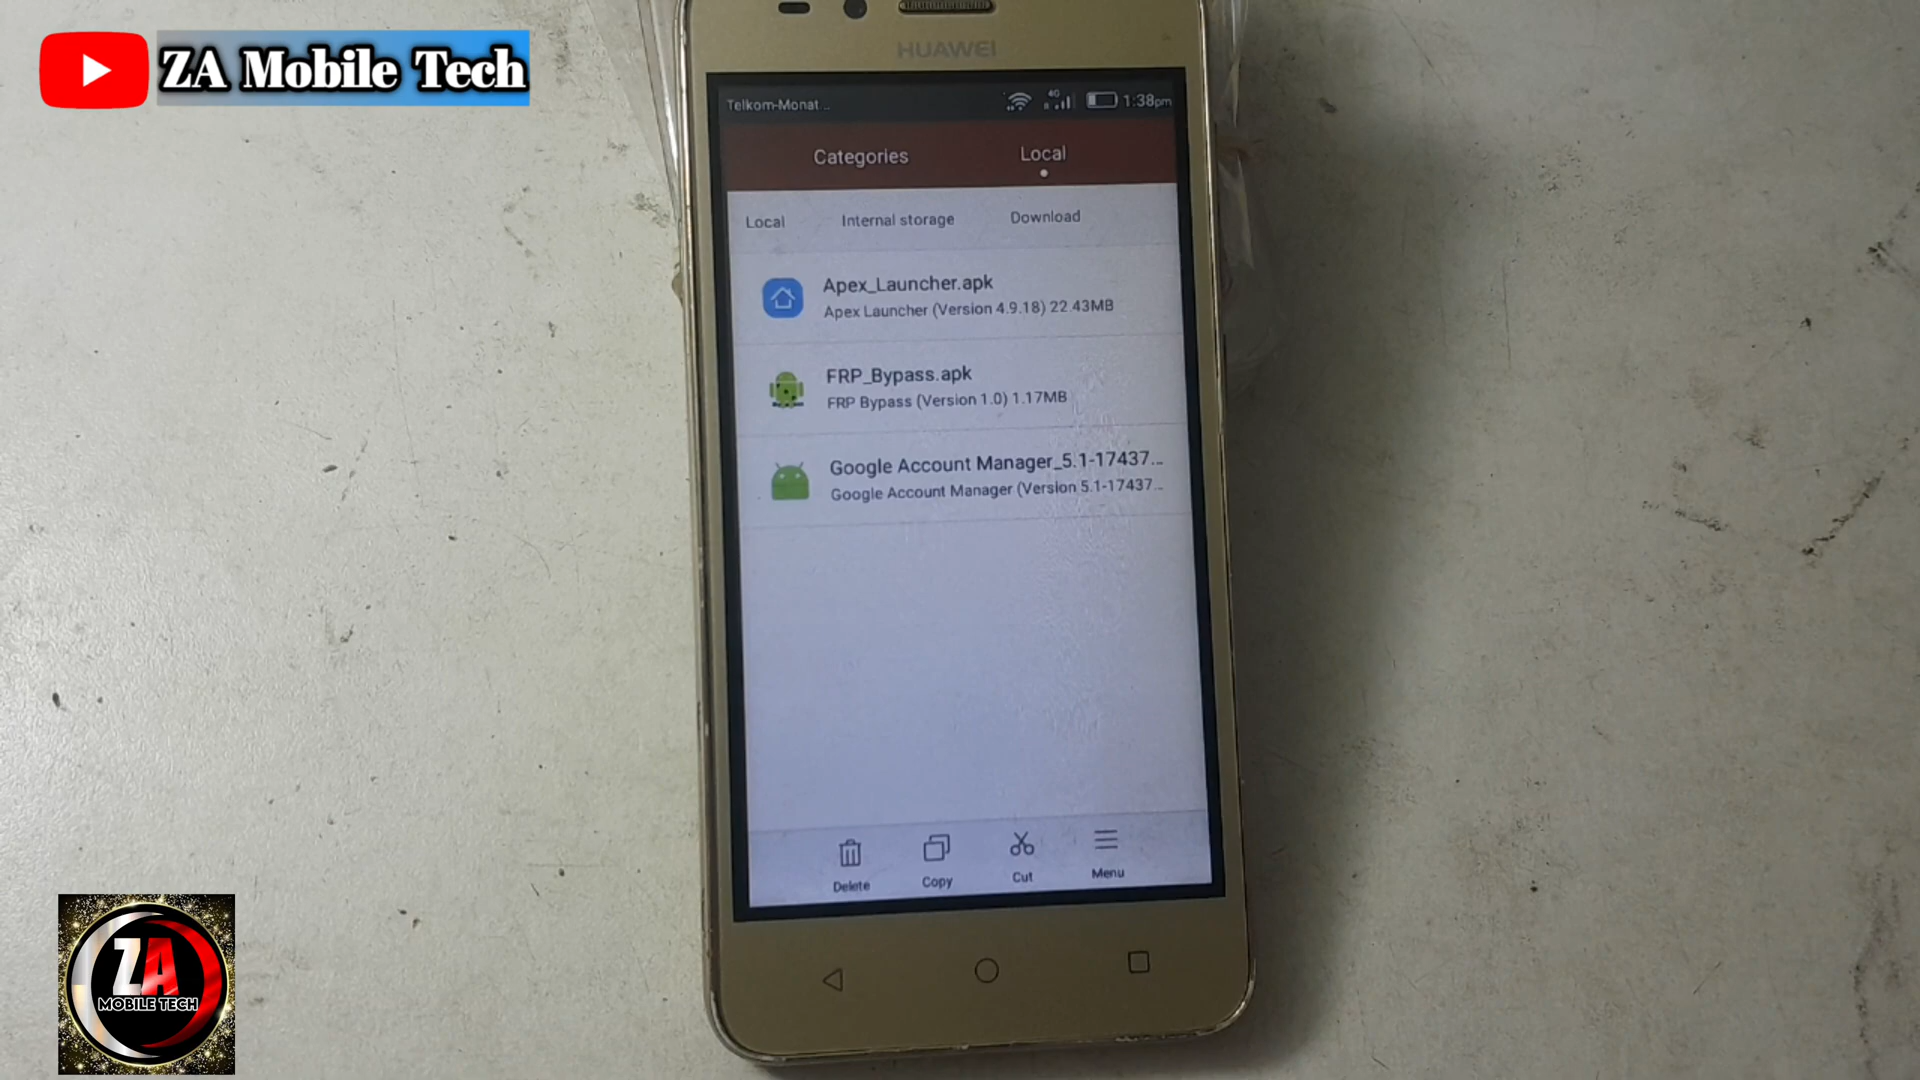 ZA Mobile Tech
HUAWEI
Telkom-Monat...
4G
1:38pm
Categories
Local
Local
Internal storage
Download
Apex_Launcher.apk
Apex Launcher (Version 4.9.18) 22.43MB
FRP_Bypass.apk
FRP Bypass (Version 1.0) 1.17MB
Google Account Manager_5.1-17437...
Google Account Manager (Version 5.1-17437...
Delete
Copy
Cut
Menu
ZA
MOBILE TECH